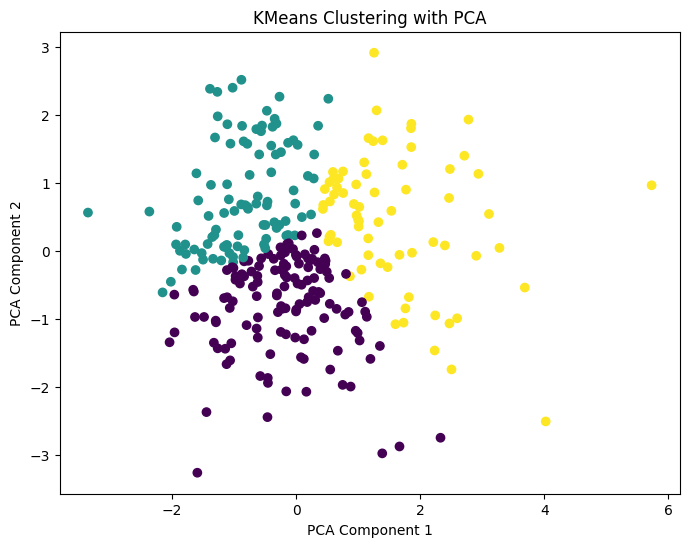 KMeans Clustering with PCA
3
2
1
0
−1
−2
−3
PCA Component 2
−2 0 2 4 6
PCA Component 1